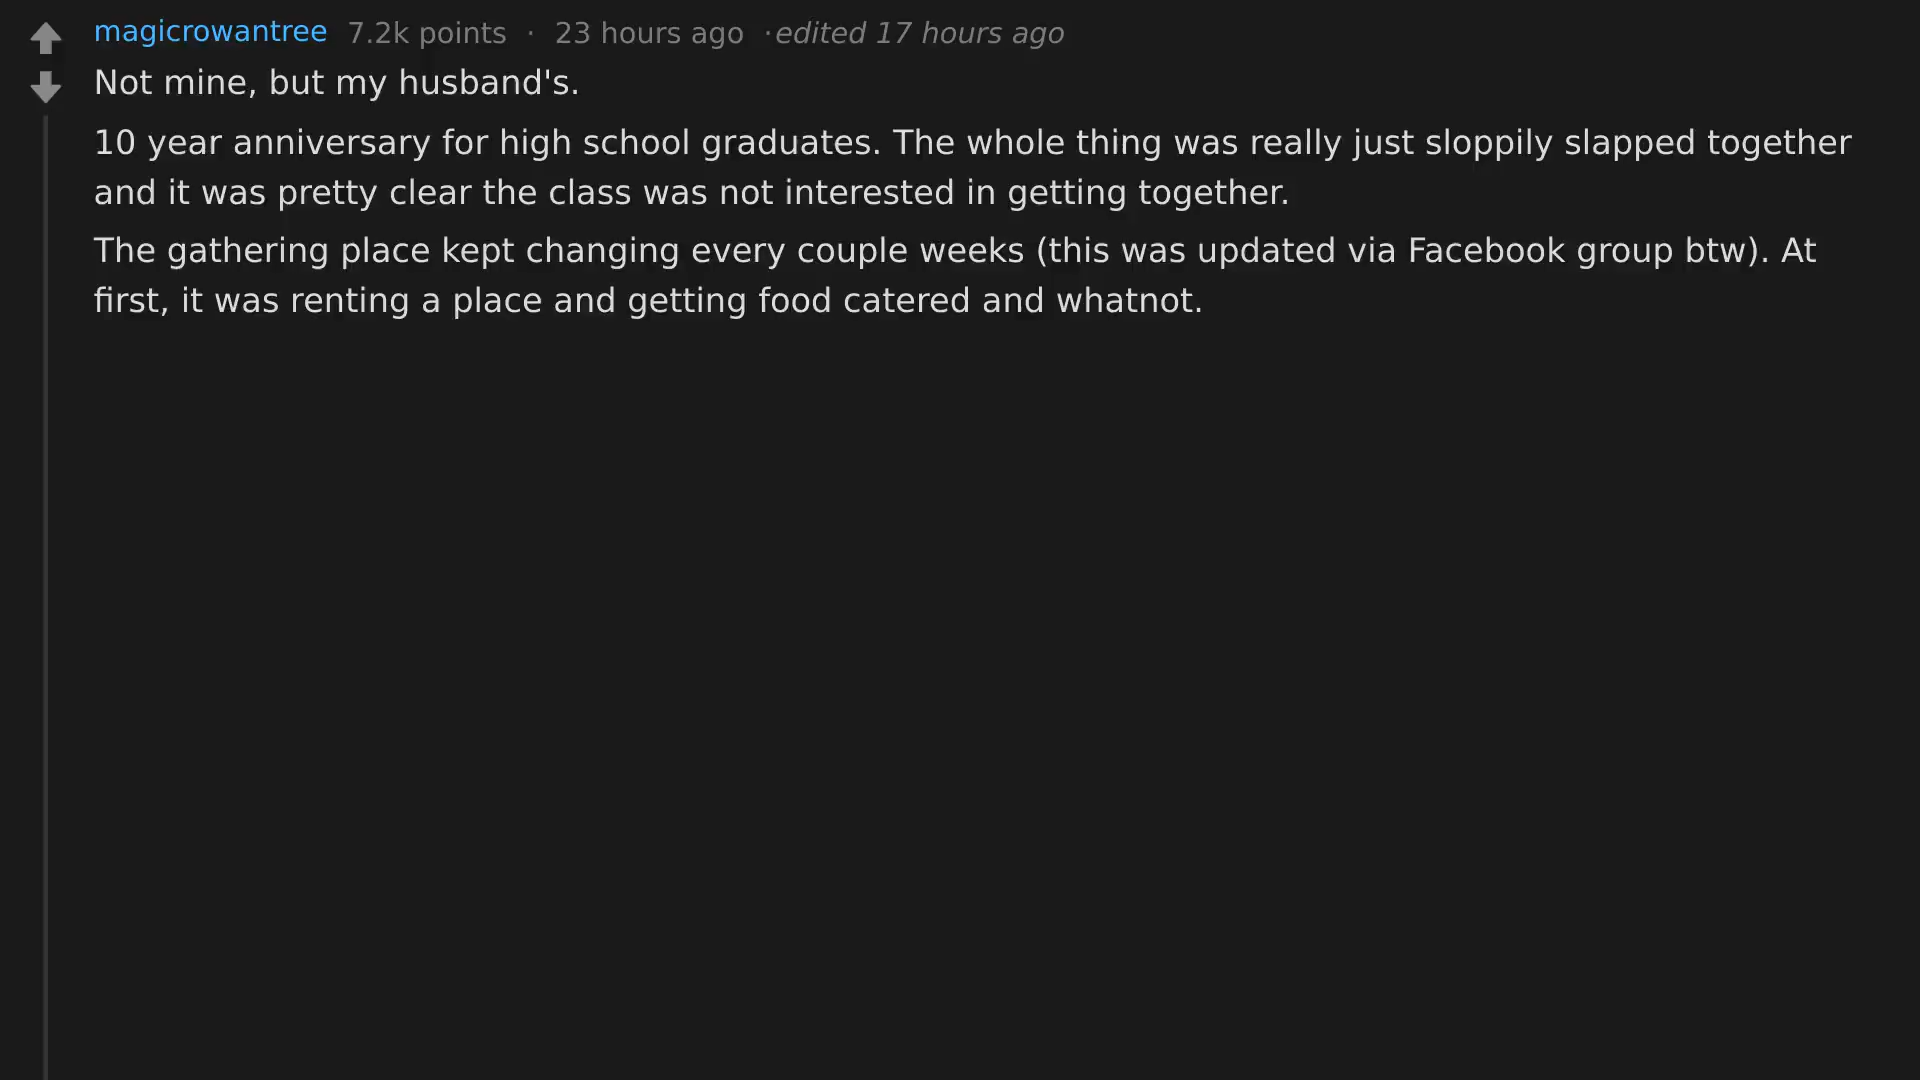 magicrowantree 7.2k points · 23 hours ago · edited 17 hours ago
Not mine, but my husband's.
10 year anniversary for high school graduates. The whole thing was really just sloppily slapped together
and it was pretty clear the class was not interested in getting together.
The gathering place kept changing every couple weeks (this was updated via Facebook group btw). At
first, it was renting a place and getting food catered and whatnot.